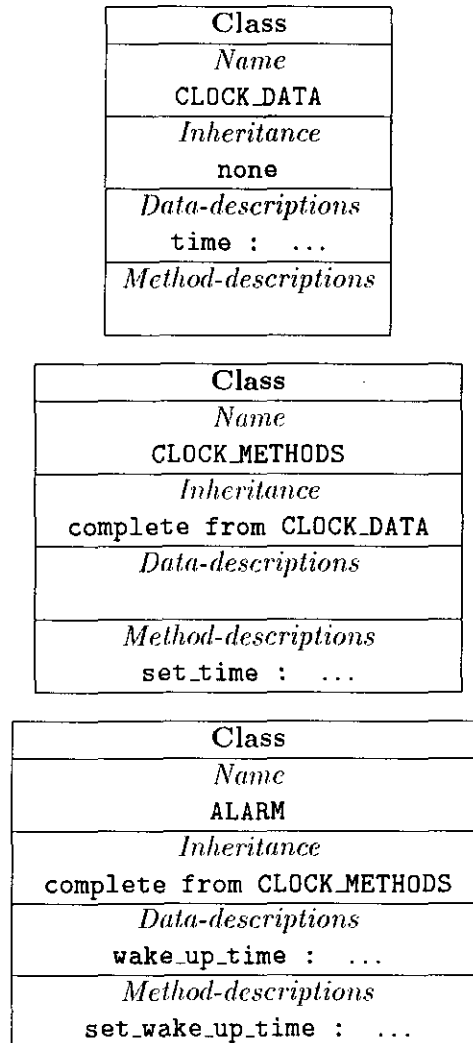 Class
Name
CLOCK_DATA
Inheritance
none
Data-descriptions
time : ...
Method-descriptions
Class
Name
CLOCK_METHODS
Inheritance
complete from CLOCK_DATA
Data-descriptions
Method-descriptions
set_time : ...
Class
Name
ALARM
Inheritance
complete from CLOCK_METHODS
Data-descriptions
wake_up_time : ...
Method-descriptions
set_wake_up_time : ...